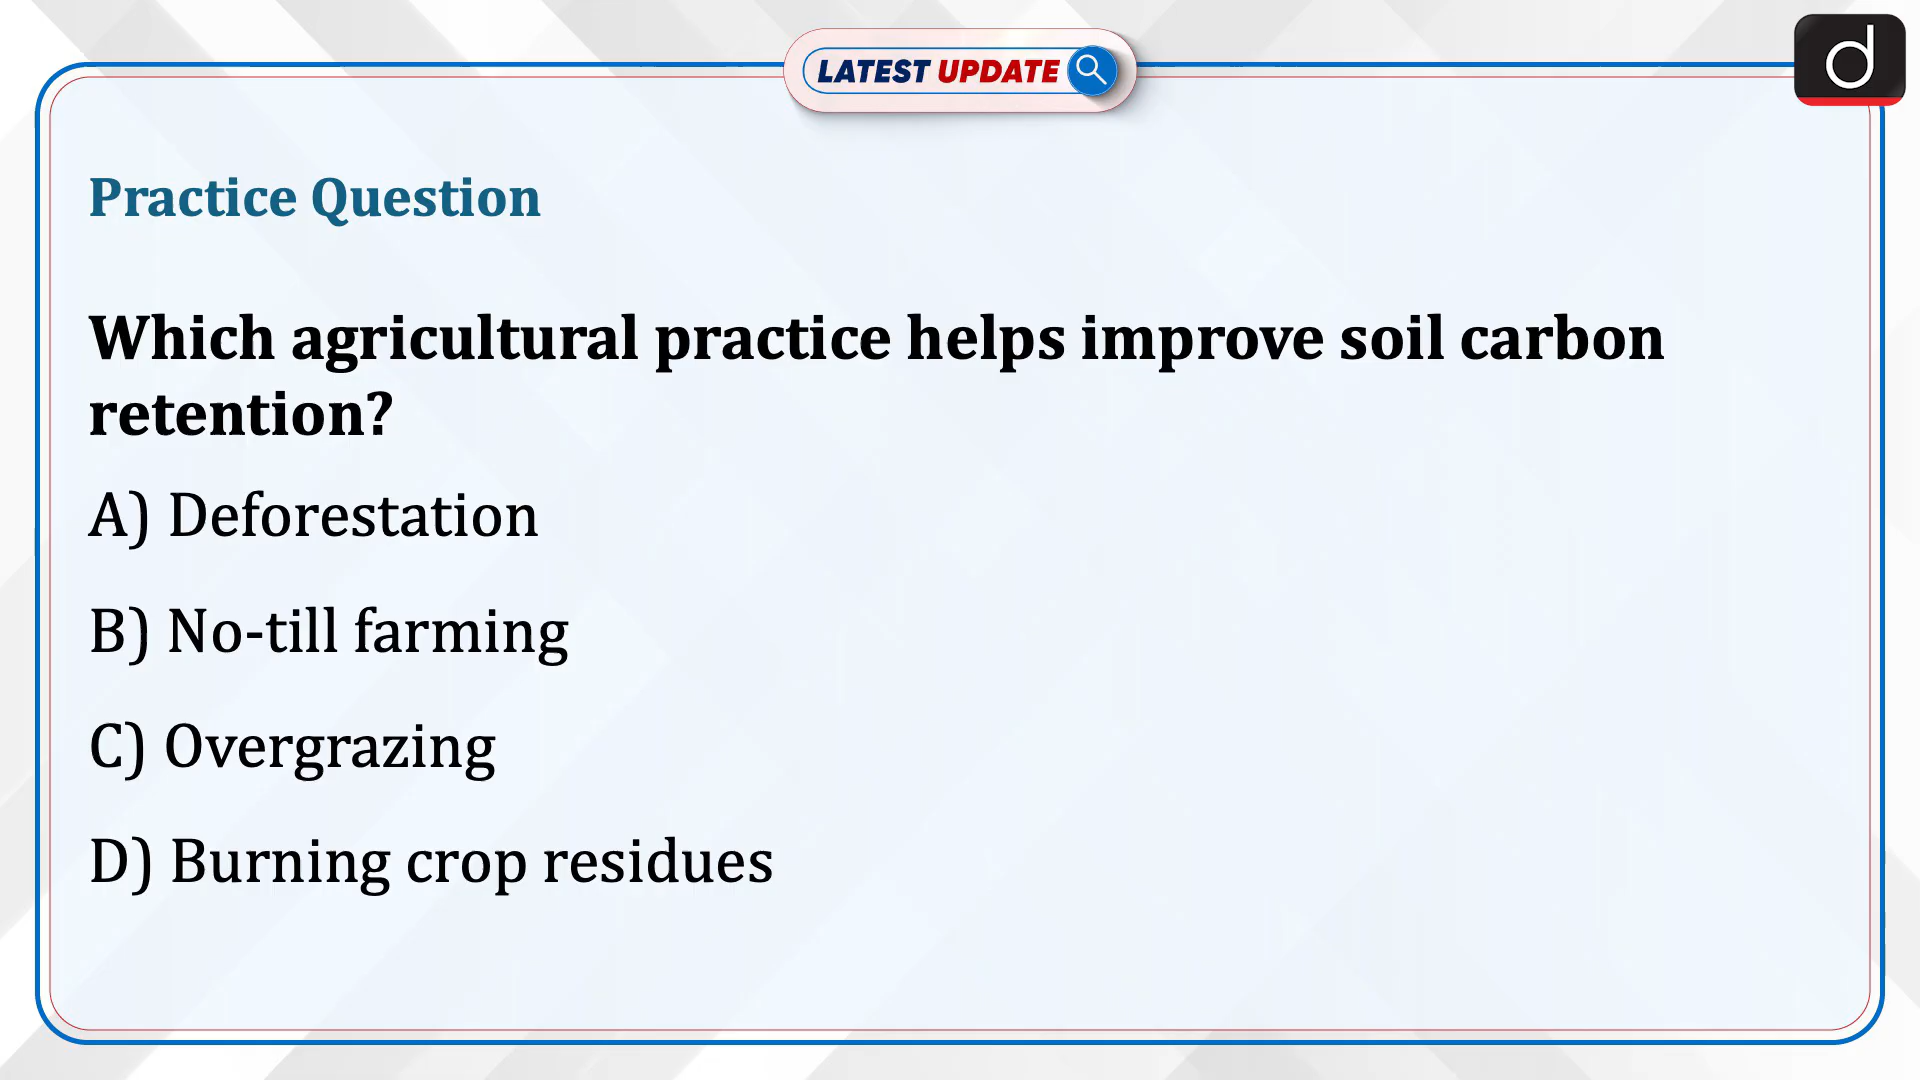 LATEST UPDATE
d
Practice Question
Which agricultural practice helps improve soil carbon
retention?
A) Deforestation
B) No-till farming
C) Overgrazing
D) Burning crop residues